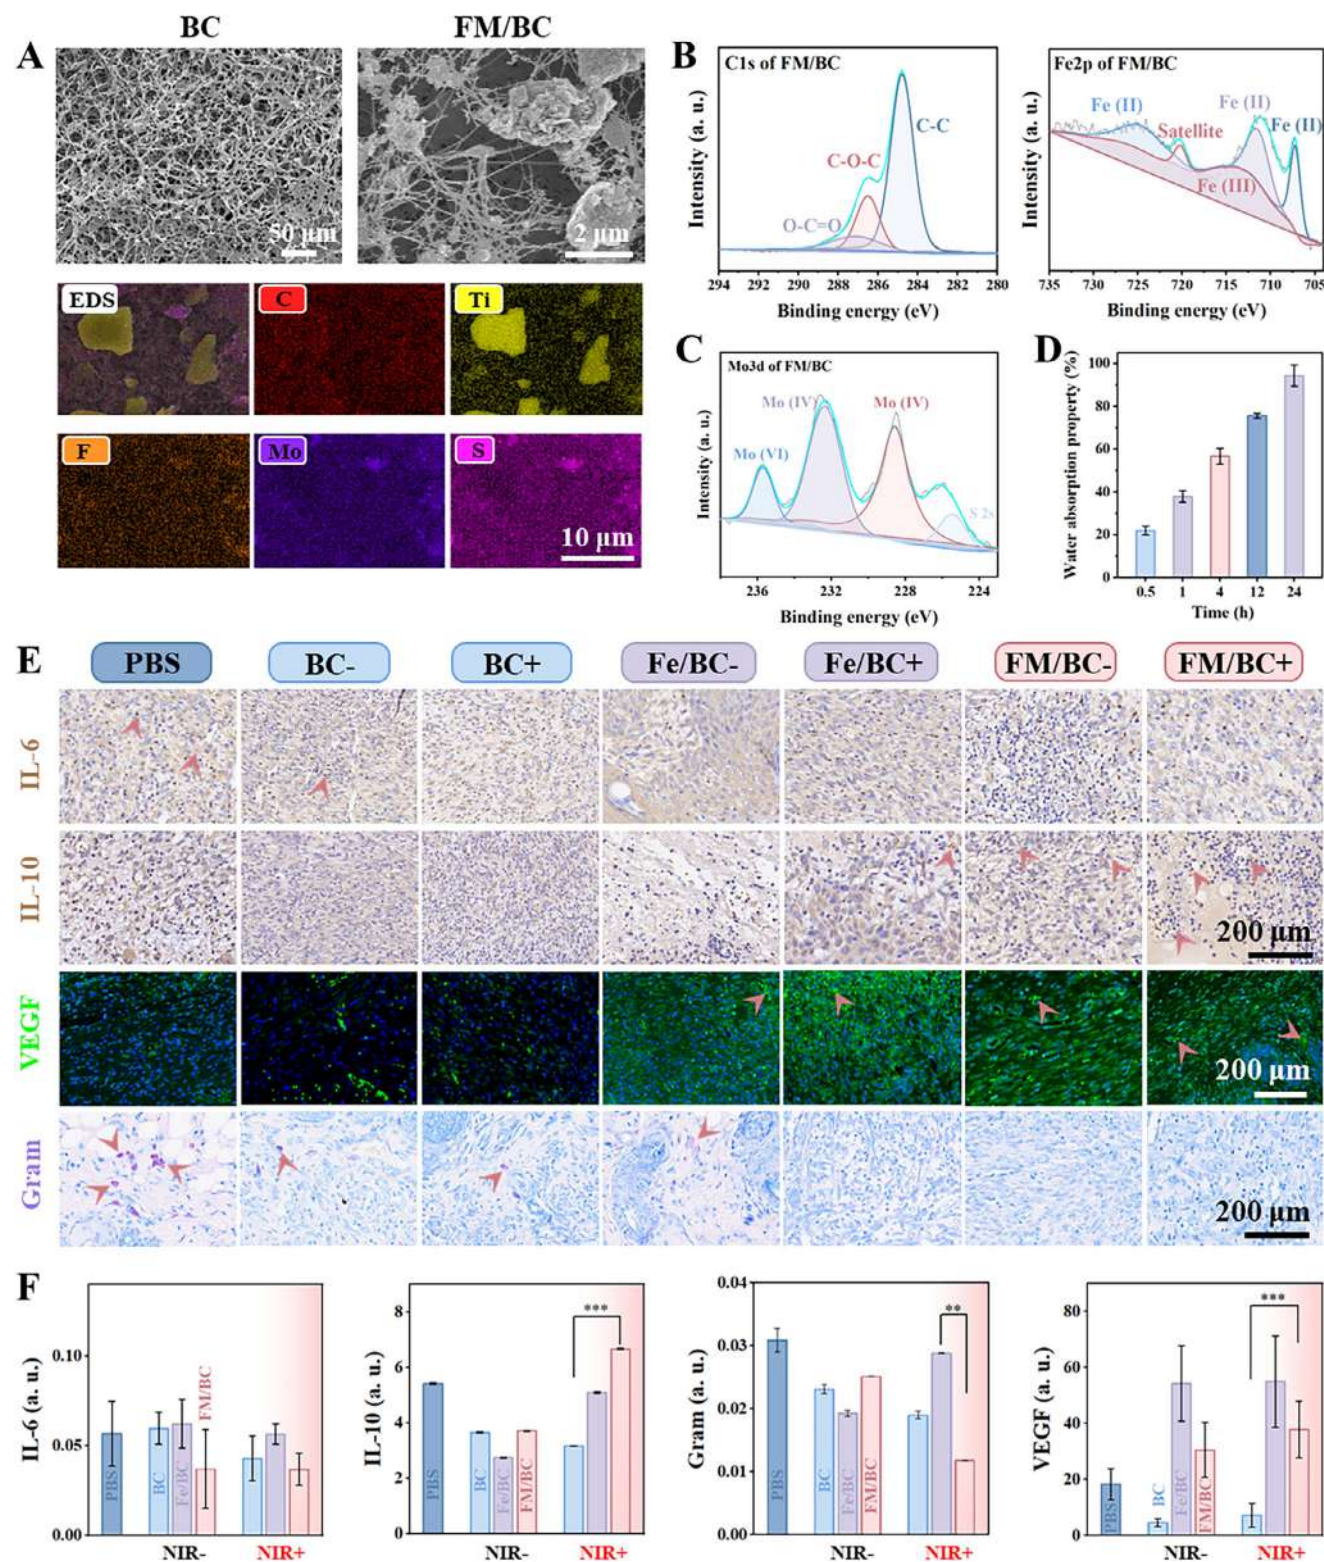 BC
FM/BC
A
50 μm
2 μm
EDS
C
Ti
F
Mo
S
10 μm
B
C1s of FM/BC
C-C
C-O-C
O-C=O
Intensity (a. u.)
294 292 290 288 286 284 282 280
Binding energy (eV)
Fe2p of FM/BC
Fe (II)
Fe (II)
Satellite
Fe (II)
Fe (III)
Intensity (a. u.)
735 730 725 720 715 710 705
Binding energy (eV)
C
Mo3d of FM/BC
Mo (IV)
Mo (IV)
Mo (VI)
S 2s
Intensity (a. u.)
236 232 228 224
Binding energy (eV)
D
Water absorption property (%)
100
80
60
40
20
0
0.5 1 4 12 24
Time (h)
E
PBS
BC-
BC+
Fe/BC-
Fe/BC+
FM/BC-
FM/BC+
IL-6
IL-10
200 μm
VEGF
200 μm
Gram
200 μm
F
IL-6 (a. u.)
0.10
0.05
0.00
PBS
BC
Fe/BC
FM/BC
NIR-
NIR+
IL-10 (a. u.)
8
6
4
2
0
***
PBS
BC
Fe/BC
FM/BC
NIR-
NIR+
Gram (a. u.)
0.04
0.03
0.02
0.01
0.00
**
PBS
BC
Fe/BC
FM/BC
NIR-
NIR+
VEGF (a. u.)
80
60
40
20
0
***
PBS
BC
Fe/BC
FM/BC
NIR-
NIR+